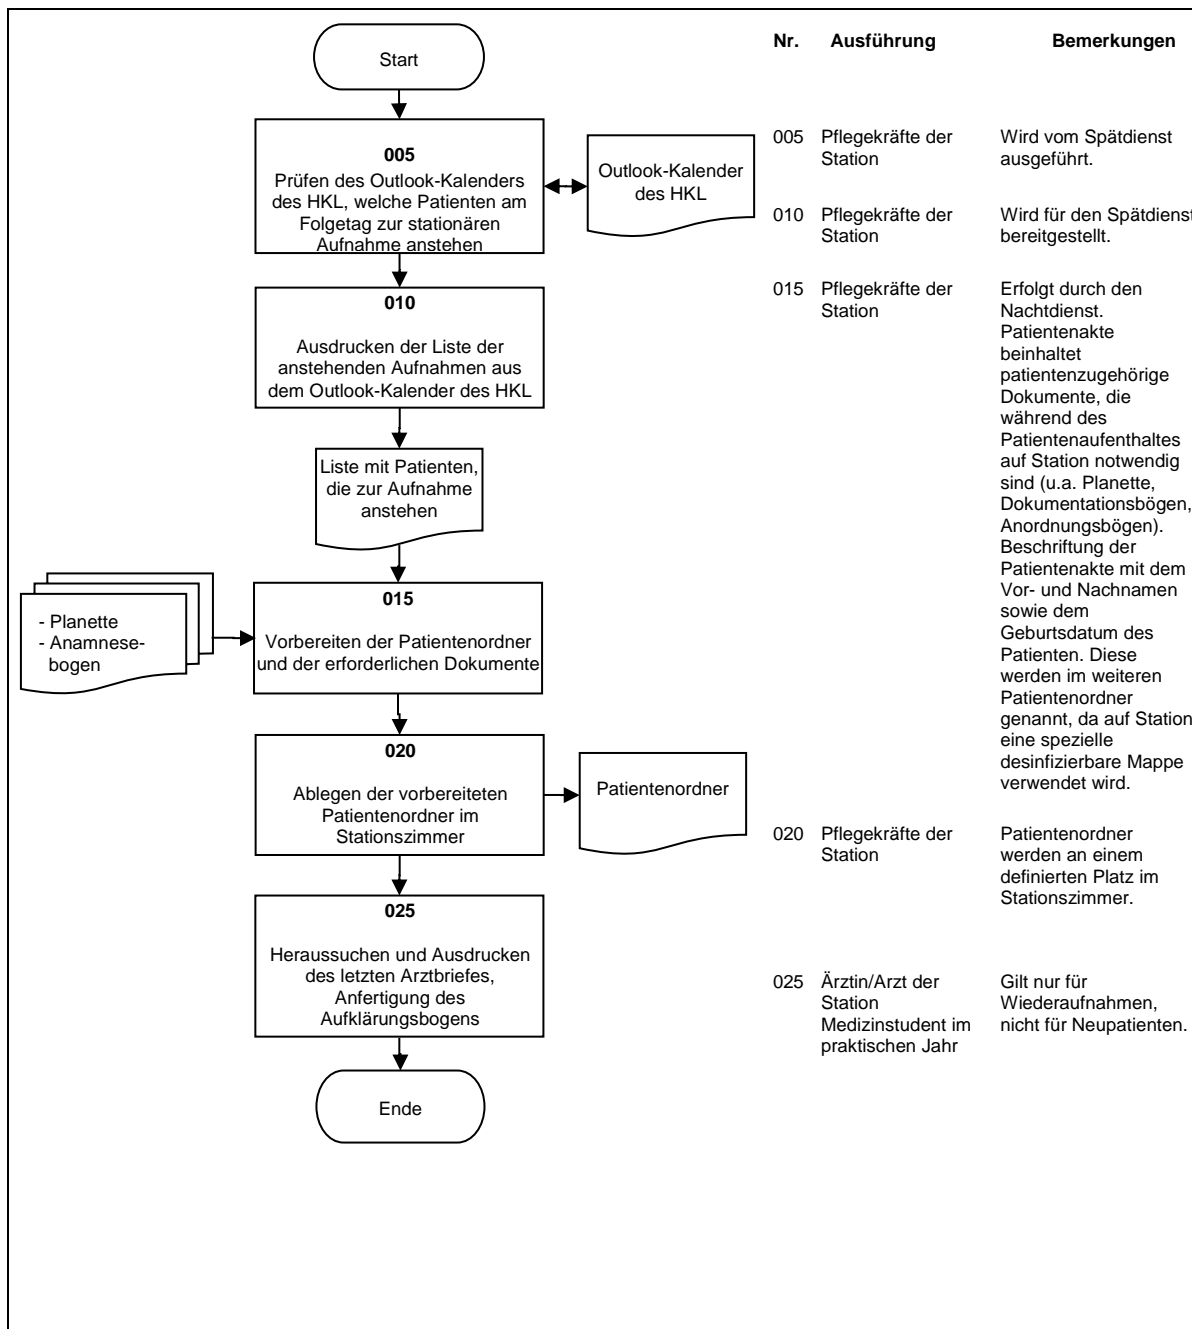 Start
005
Prüfen des Outlook-Kalenders
des HKL, welche Patienten am
Folgetag zur stationären
Aufnahme anstehen
Outlook-Kalender
des HKL
010
Ausdrucken der Liste der
anstehenden Aufnahmen aus
dem Outlook-Kalender des HKL
Liste mit Patienten,
die zur Aufnahme
anstehen
- Planette
- Anamnese-
bogen
015
Vorbereiten der Patientenordner
und der erforderlichen Dokumente
020
Ablegen der vorbereiteten
Patientenordner im
Stationszimmer
Patientenordner
025
Heraussuchen und Ausdrucken
des letzten Arztbriefes,
Anfertigung des
Aufklärungsbogens
Ende
Nr. Ausführung Bemerkungen
005 Pflegekräfte der
Station
Wird vom Spätdienst
ausgeführt.
010 Pflegekräfte der
Station
Wird für den Spätdienst
bereitgestellt.
015 Pflegekräfte der
Station
Erfolgt durch den
Nachtdienst.
Patientenakte
beinhaltet
patientenzugehörige
Dokumente, die
während des
Patientenaufenthaltes
auf Station notwendig
sind (u.a. Planette,
Dokumentationsbögen,
Anordnungsbögen).
Beschriftung der
Patientenakte mit dem
Vor- und Nachnamen
sowie dem
Geburtsdatum des
Patienten. Diese
werden im weiteren
Patientenordner
genannt, da auf Station
eine spezielle
desinfizierbare Mappe
verwendet wird.
020 Pflegekräfte der
Station
Patientenordner
werden an einem
definierten Platz im
Stationszimmer.
025 Ärztin/Arzt der
Station
Medizinstudent im
praktischen Jahr
Gilt nur für
Wiederaufnahmen,
nicht für Neupatienten.